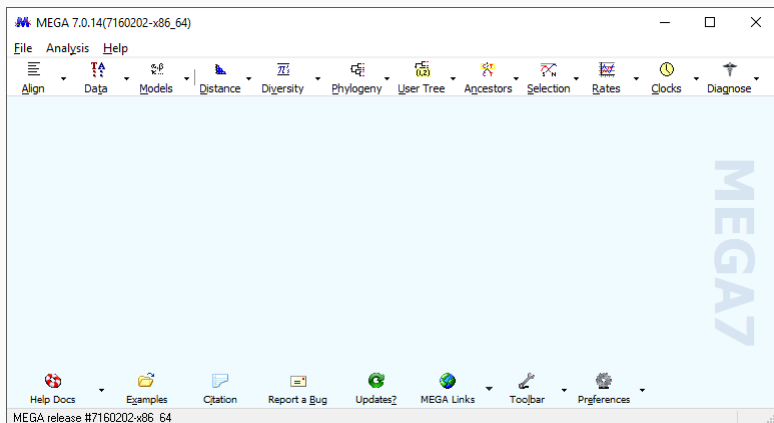 MEGA 7.0.14(7160202-x86_64)
File Analysis Help
Align Data Models Distance Diversity Phylogeny User Tree Ancestors Selection Rates Clocks Diagnose
MEGA7
Help Docs Examples Citation Report a Bug Updates? MEGA Links Toolbar Preferences
MEGA release #7160202-x86_64